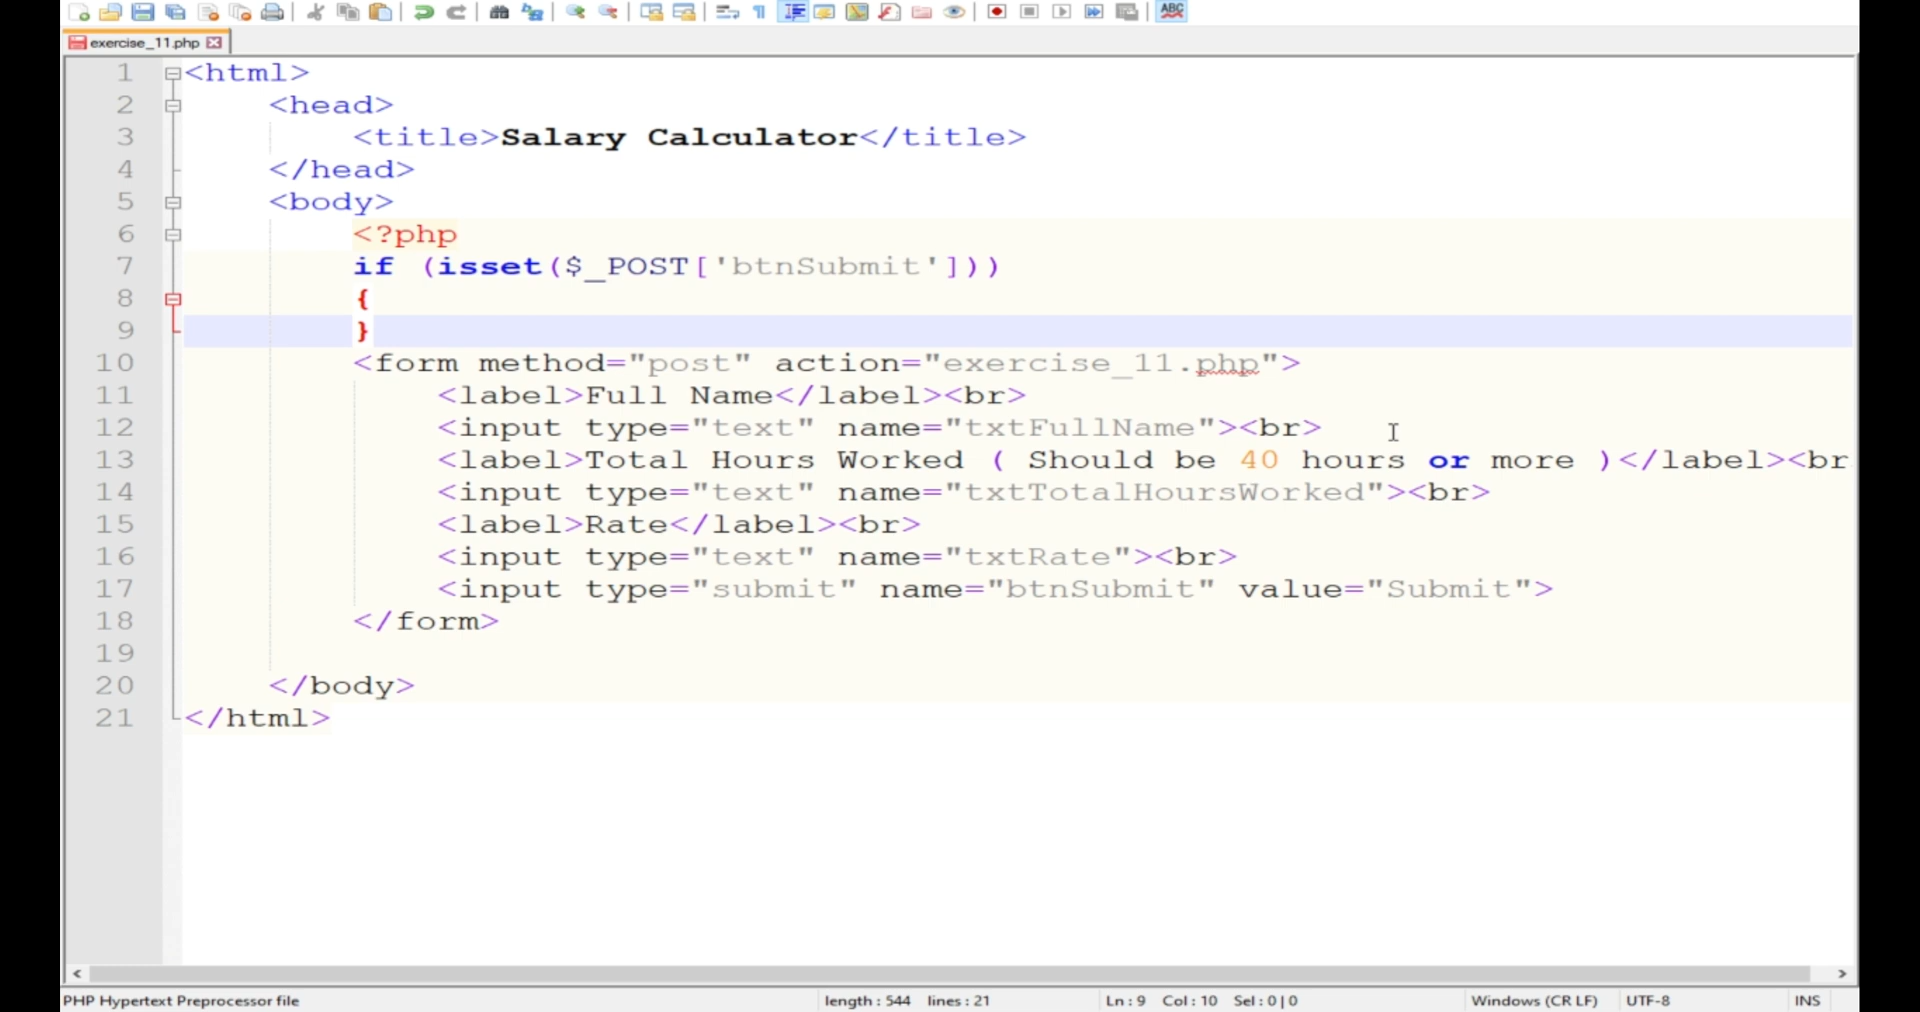 ABC
exercise_11.php
1 <html>
2 <head>
3 <title>Salary Calculator</title>
4 </head>
5 <body>
6 <?php
7 if (isset($_POST['btnSubmit']))
8 {
9 }
10 <form method="post" action="exercise_11.php">
11 <label>Full Name</label><br>
12 <input type="text" name="txtFullName"><br>
13 <label>Total Hours Worked ( Should be 40 hours or more )</label><br
14 <input type="text" name="txtTotalHoursWorked"><br>
15 <label>Rate</label><br>
16 <input type="text" name="txtRate"><br>
17 <input type="submit" name="btnSubmit" value="Submit">
18 </form>
19
20 </body>
21 </html>
PHP Hypertext Preprocessor file length : 544 lines : 21 Ln : 9 Col : 10 Sel : 0 | 0 Windows (CR LF) UTF-8 INS